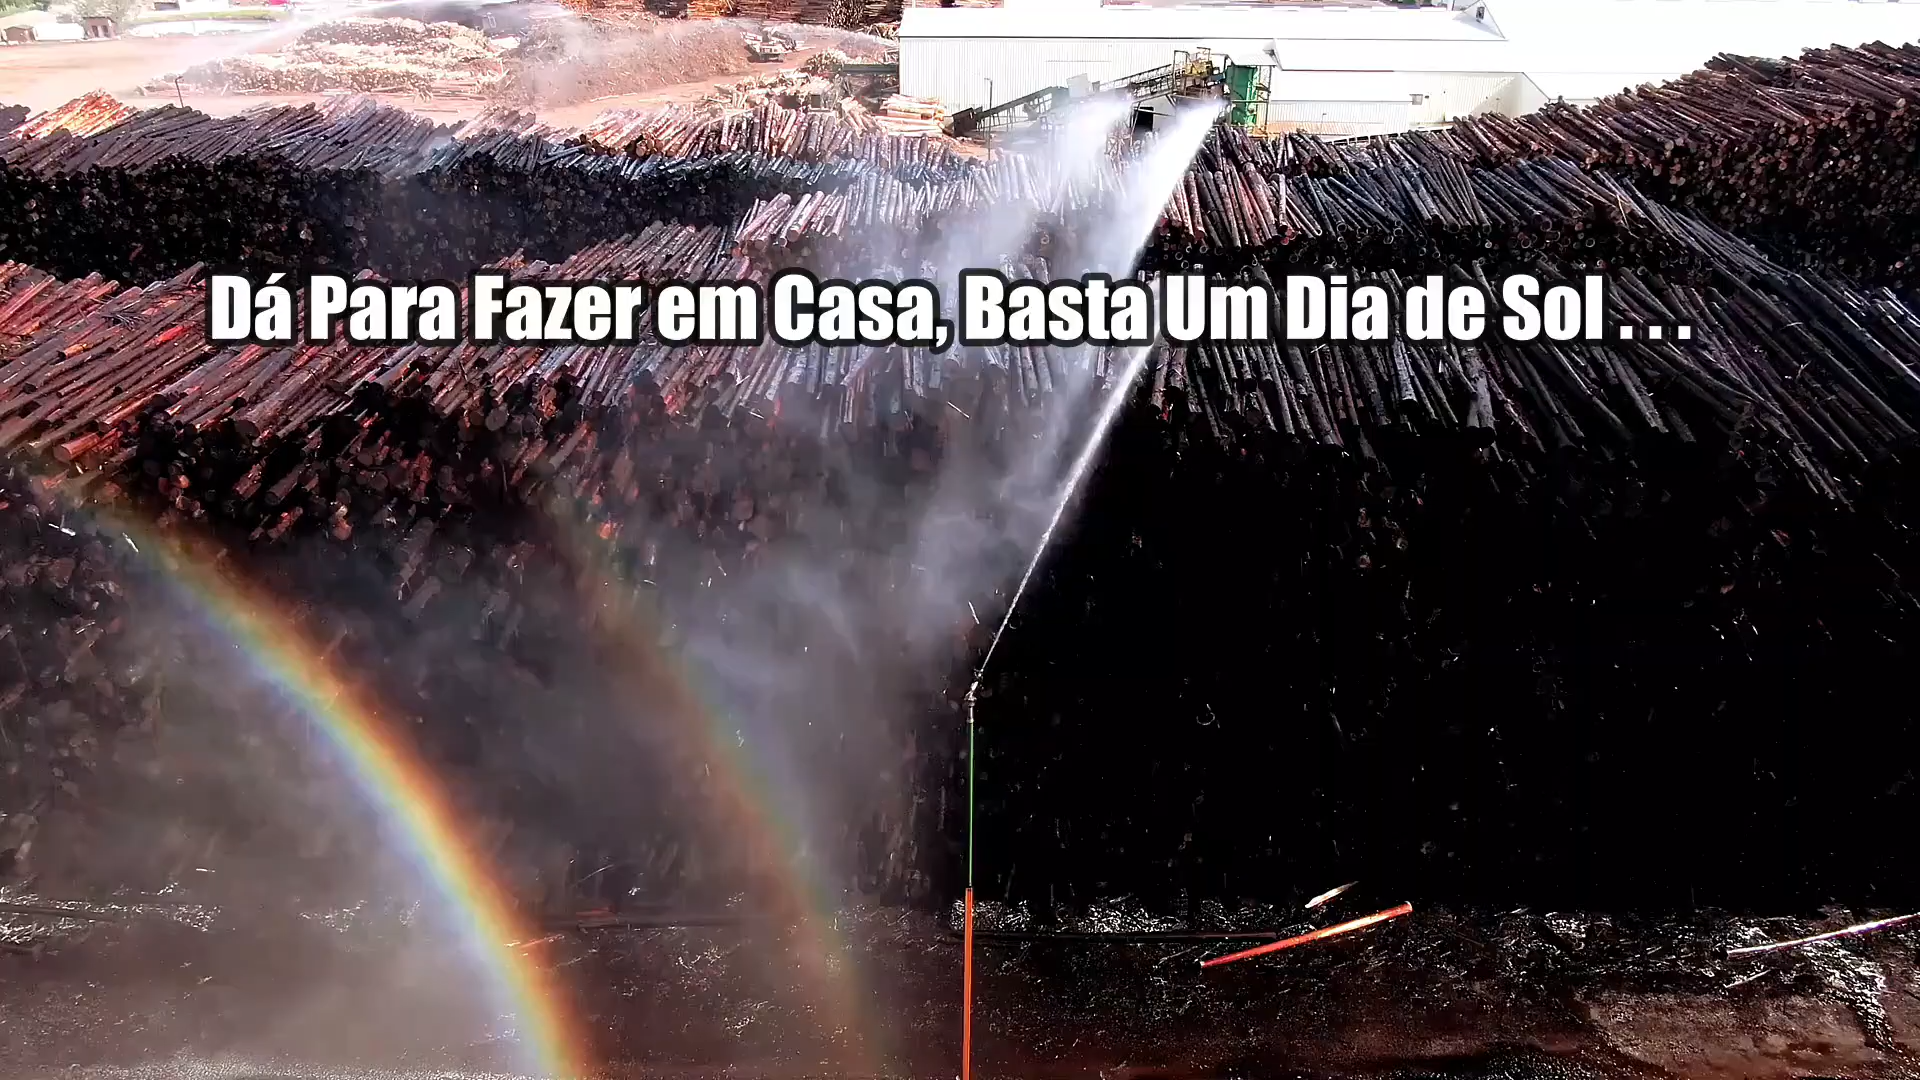 Dá Para Fazer em Casa, Basta Um Dia de Sol . . .